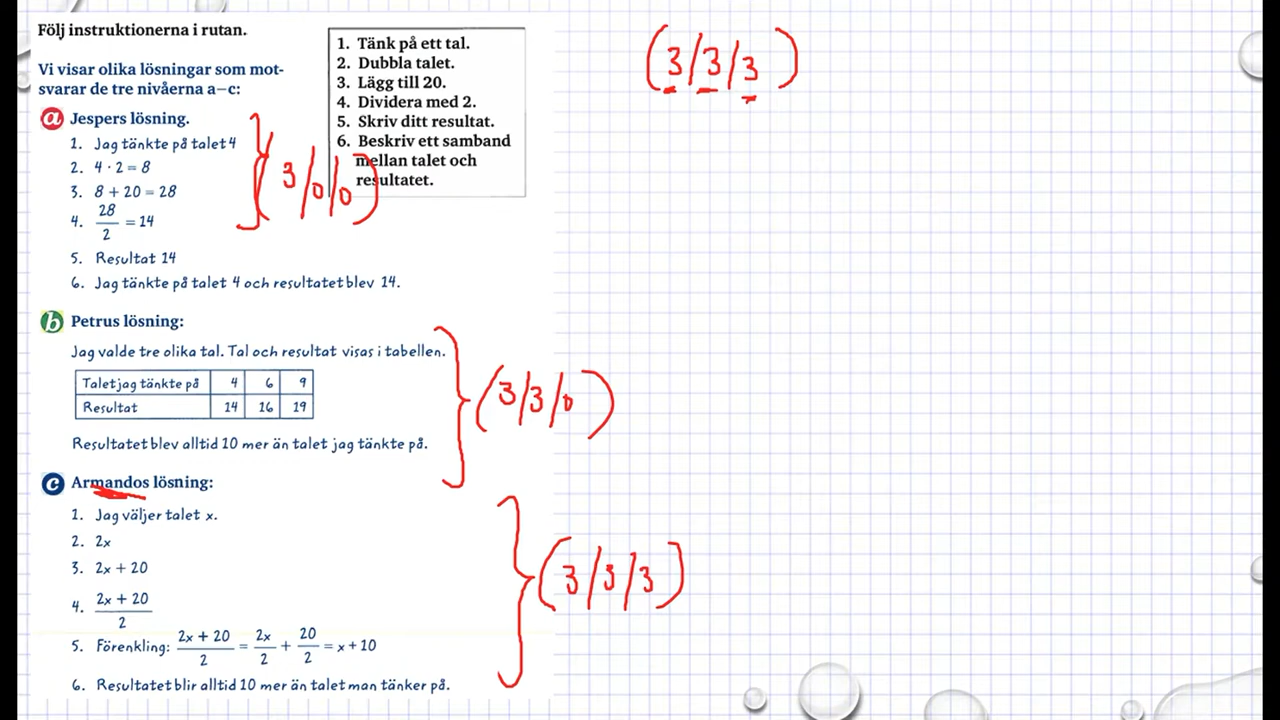 Följ instruktionerna i rutan.
Vi visar olika lösningar som mot-
svarar de tre nivåerna a–c:
1. Tänk på ett tal.
2. Dubbla talet.
3. Lägg till 20.
4. Dividera med 2.
5. Skriv ditt resultat.
6. Beskriv ett samband
mellan talet och
resultatet.
(3/3/3)
a Jespers lösning.
1. Jag tänkte på talet 4
2. 4 · 2 = 8
3. 8 + 20 = 28
4. 28/2 = 14
5. Resultat 14
6. Jag tänkte på talet 4 och resultatet blev 14.
(3/0/0)
b Petrus lösning:
Jag valde tre olika tal. Tal och resultat visas i tabellen.
Talet jag tänkte på 4 6 9
Resultat 14 16 19
Resultatet blev alltid 10 mer än talet jag tänkte på.
(3/3/0)
c Armandos lösning:
1. Jag väljer talet x.
2. 2x
3. 2x + 20
4. (2x + 20)/2
5. Förenkling: (2x + 20)/2 = 2x/2 + 20/2 = x + 10
6. Resultatet blir alltid 10 mer än talet man tänker på.
(3/3/3)